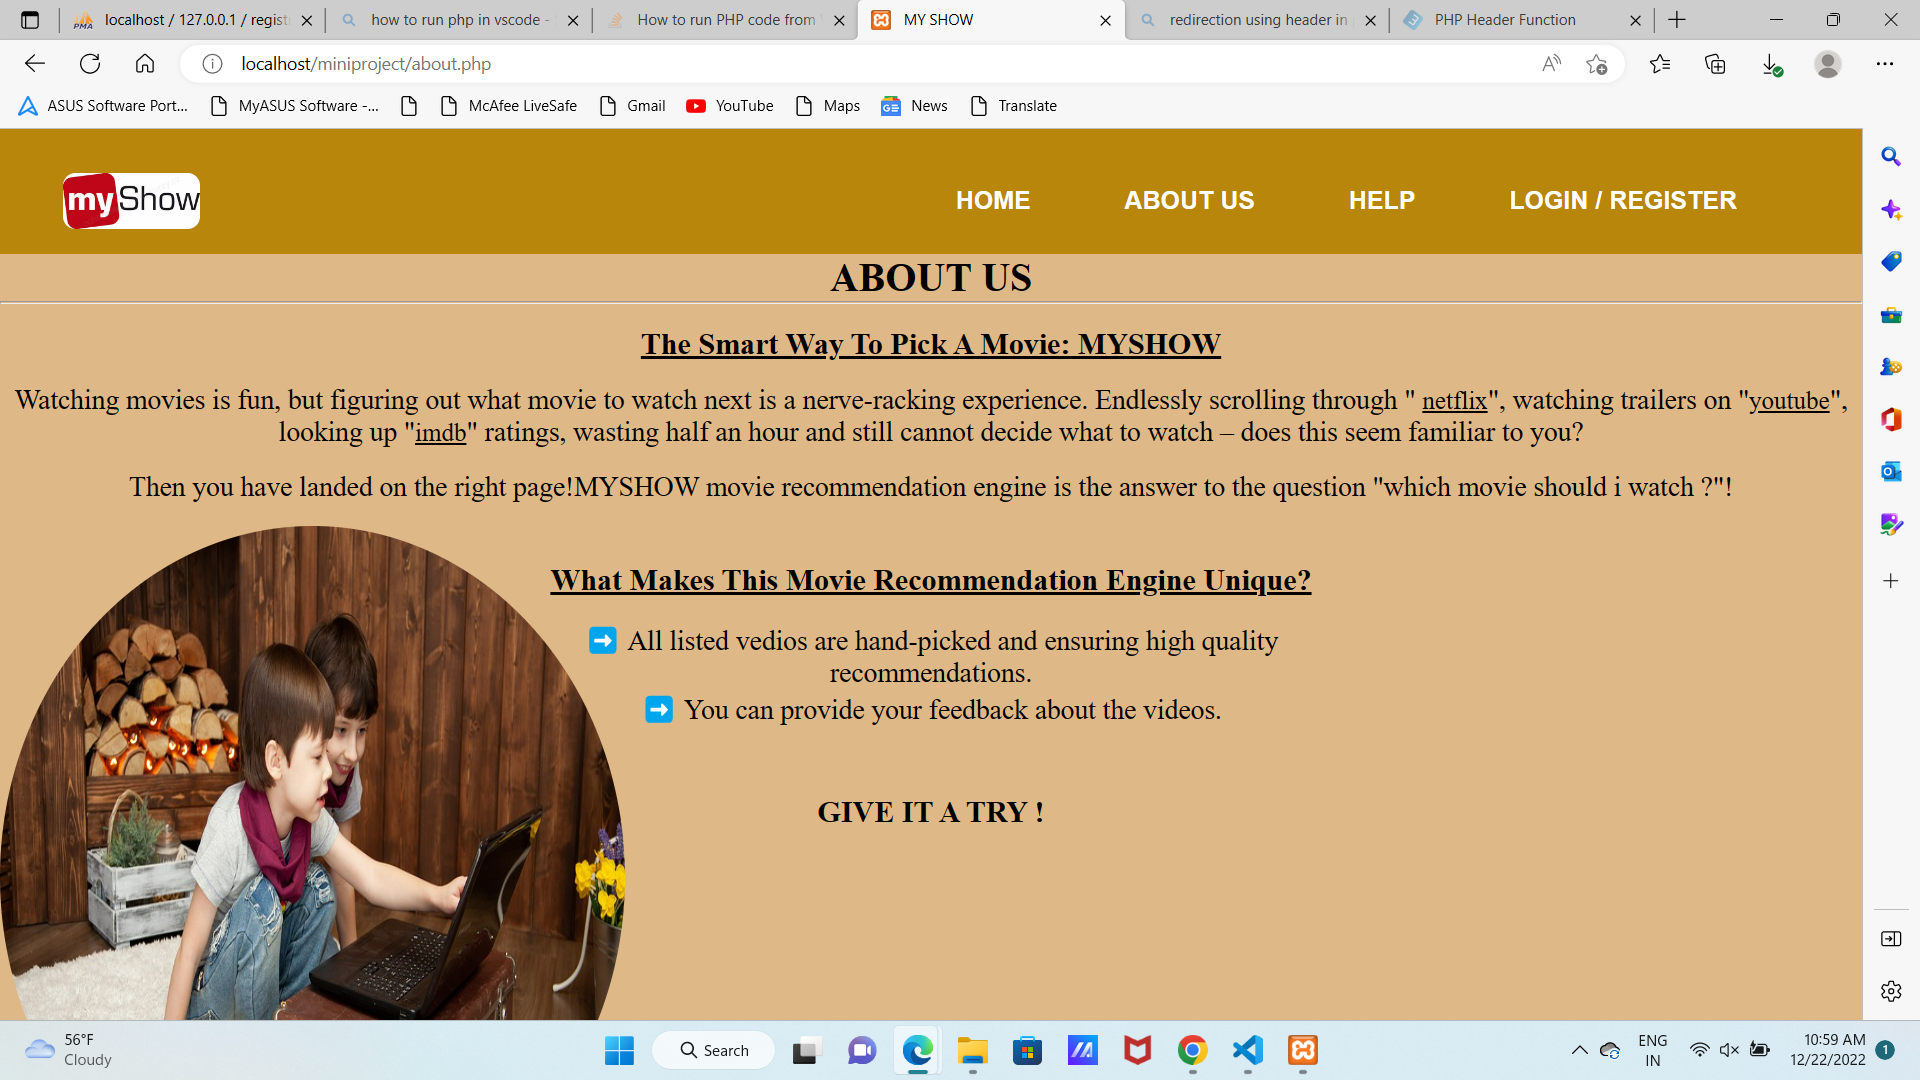 localhost / 127.0.0.1 / regist
how to run php in vscode -
How to run PHP code from
MY SHOW
redirection using header in
PHP Header Function
localhost/miniproject/about.php
ASUS Software Port...
MyASUS Software -...
McAfee LiveSafe
Gmail
YouTube
Maps
News
Translate
myShow
HOME
ABOUT US
HELP
LOGIN / REGISTER
ABOUT US
The Smart Way To Pick A Movie: MYSHOW
Watching movies is fun, but figuring out what movie to watch next is a nerve-racking experience. Endlessly scrolling through " netflix", watching trailers on "youtube",
looking up "imdb" ratings, wasting half an hour and still cannot decide what to watch – does this seem familiar to you?
Then you have landed on the right page!MYSHOW movie recommendation engine is the answer to the question "which movie should i watch ?"!
What Makes This Movie Recommendation Engine Unique?
➡ All listed vedios are hand-picked and ensuring high quality
recommendations.
➡ You can provide your feedback about the videos.
GIVE IT A TRY !
56°F
Cloudy
Search
ENG
IN
10:59 AM
12/22/2022
1